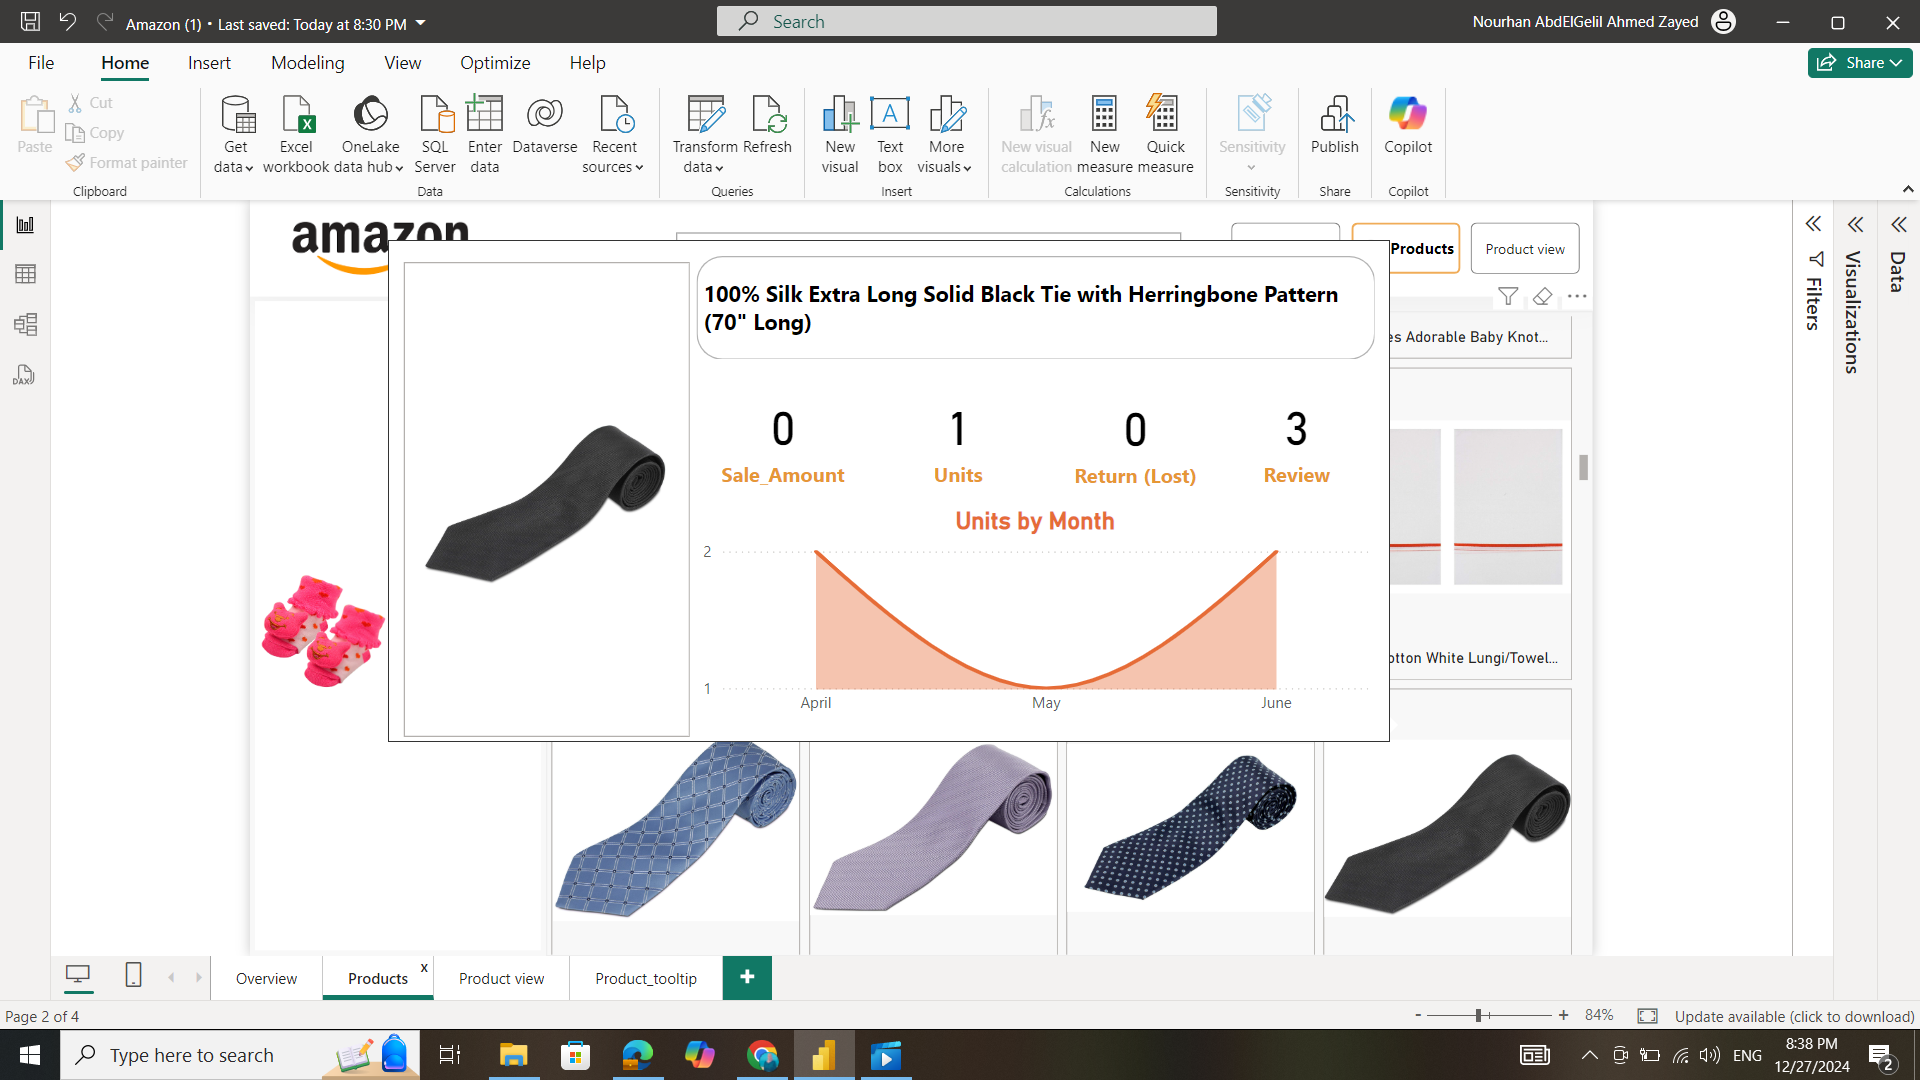 Amazon (1) • Last saved: Today at 8:30 PM
Search
Nourhan AbdElGelil Ahmed Zayed
File
Home
Insert
Modeling
View
Optimize
Help
Share
Paste
Cut
Copy
Format painter
Clipboard
Get
data
Excel
workbook
OneLake
data hub
SQL
Server
Enter
data
Dataverse
Recent
sources
Data
Transform
data
Refresh
Queries
New
visual
Text
box
More
visuals
Insert
New visual
calculation
New
measure
Quick
measure
Calculations
Sensitivity
Sensitivity
Publish
Share
Copilot
Copilot
amazon
Products
Product view
Filters
Visualizations
Data
100% Silk Extra Long Solid Black Tie with Herringbone Pattern
(70" Long)
es Adorable Baby Knot...
0
Sale_Amount
1
Units
0
Return (Lost)
3
Review
Units by Month
2
1
April
May
June
otton White Lungi/Towel...
Overview
Products
x
Product view
Product_tooltip
+
Page 2 of 4
- + 84%
Update available (click to download)
Type here to search
ENG
8:38 PM
12/27/2024
2